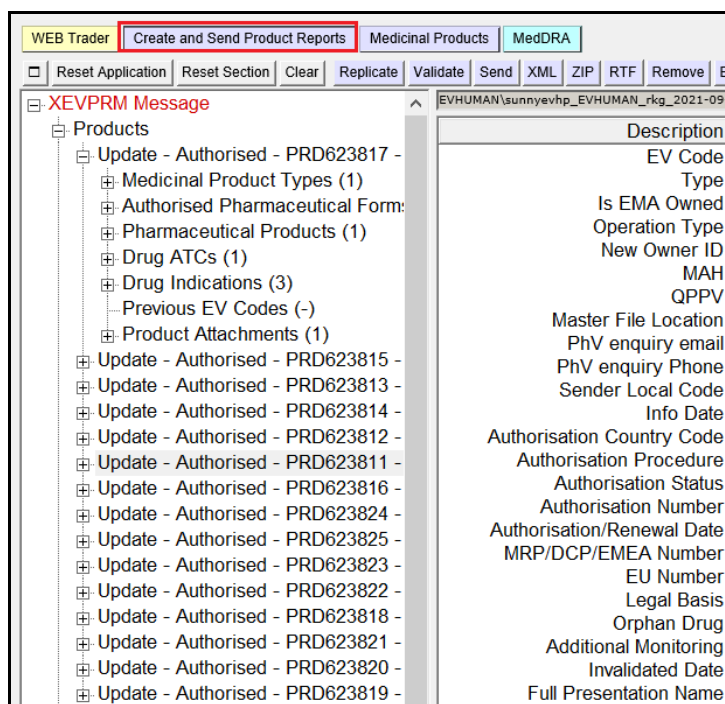 WEB Trader Create and Send Product Reports Medicinal Products MedDRA
Reset Application Reset Section Clear Replicate Validate Send XML ZIP RTF Remove
XEVPRM Message
Products
Update - Authorised - PRD623817 -
Medicinal Product Types (1)
Authorised Pharmaceutical Forms
Pharmaceutical Products (1)
Drug ATCs (1)
Drug Indications (3)
Previous EV Codes (-)
Product Attachments (1)
Update - Authorised - PRD623815 -
Update - Authorised - PRD623813 -
Update - Authorised - PRD623814 -
Update - Authorised - PRD623812 -
Update - Authorised - PRD623811 -
Update - Authorised - PRD623816 -
Update - Authorised - PRD623824 -
Update - Authorised - PRD623825 -
Update - Authorised - PRD623823 -
Update - Authorised - PRD623822 -
Update - Authorised - PRD623818 -
Update - Authorised - PRD623821 -
Update - Authorised - PRD623820 -
Update - Authorised - PRD623819 -
EVHUMAN\sunnyevhp_EVHUMAN_rkg_2021-09
Description
EV Code
Type
Is EMA Owned
Operation Type
New Owner ID
MAH
QPPV
Master File Location
PhV enquiry email
PhV enquiry Phone
Sender Local Code
Info Date
Authorisation Country Code
Authorisation Procedure
Authorisation Status
Authorisation Number
Authorisation/Renewal Date
MRP/DCP/EMEA Number
EU Number
Legal Basis
Orphan Drug
Additional Monitoring
Invalidated Date
Full Presentation Name